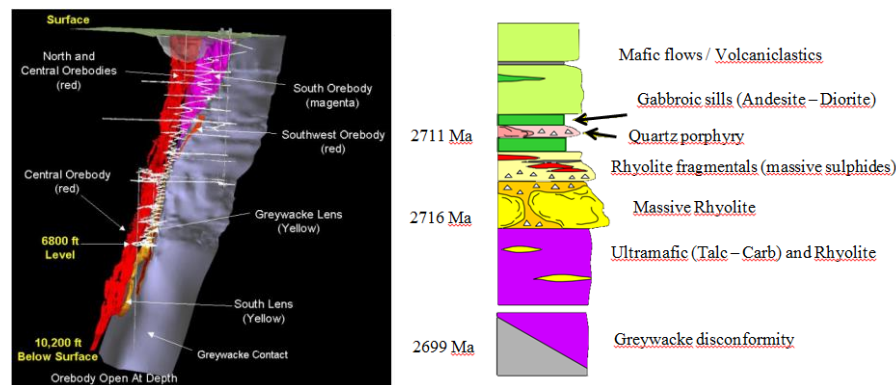 Surface
North and
Central Orebodies
(red)
South Orebody
(magenta)
Southwest Orebody
(red)
Central Orebody
(red)
Greywacke Lens
(Yellow)
6800 ft
Level
South Lens
(Yellow)
10,200 ft
Below Surface
Greywacke Contact
Orebody Open At Depth
Mafic flows / Volcaniclastics
Gabbroic sills (Andesite – Diorite)
2711 Ma
Quartz porphyry
Rhyolite fragmentals (massive sulphides)
2716 Ma
Massive Rhyolite
Ultramafic (Talc – Carb) and Rhyolite
2699 Ma
Greywacke disconformity